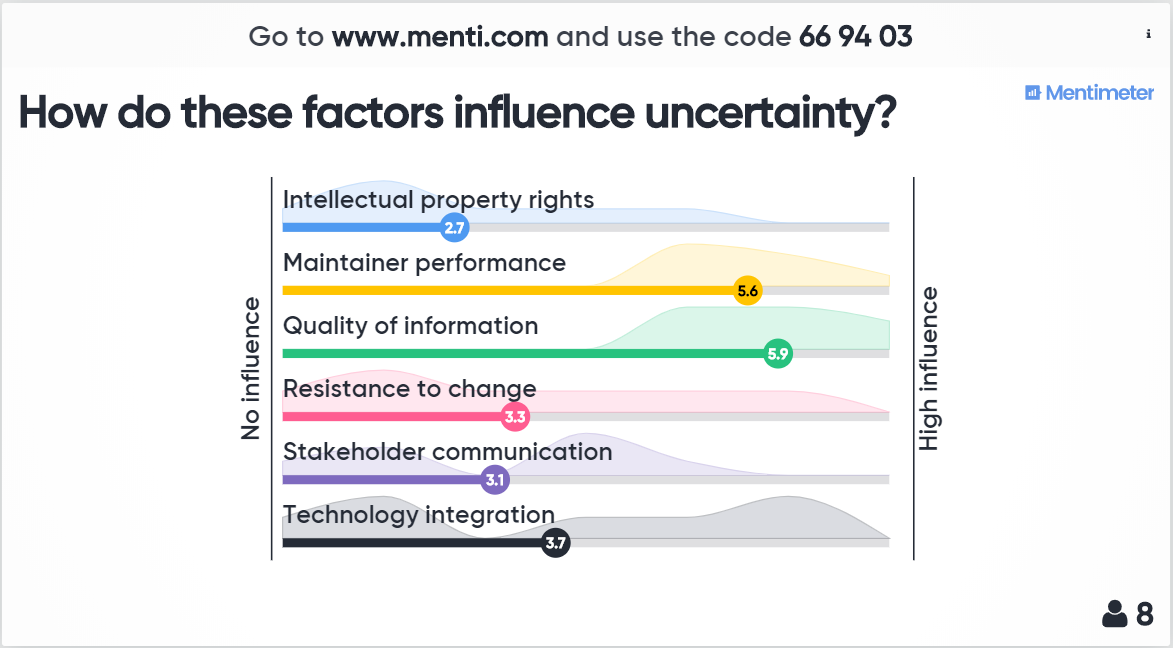 Go to www.menti.com and use the code 66 94 03
i
Mentimeter
How do these factors influence uncertainty?
No influence
High influence
Intellectual property rights
2.7
Maintainer performance
5.6
Quality of information
5.9
Resistance to change
3.3
Stakeholder communication
3.1
Technology integration
3.7
8